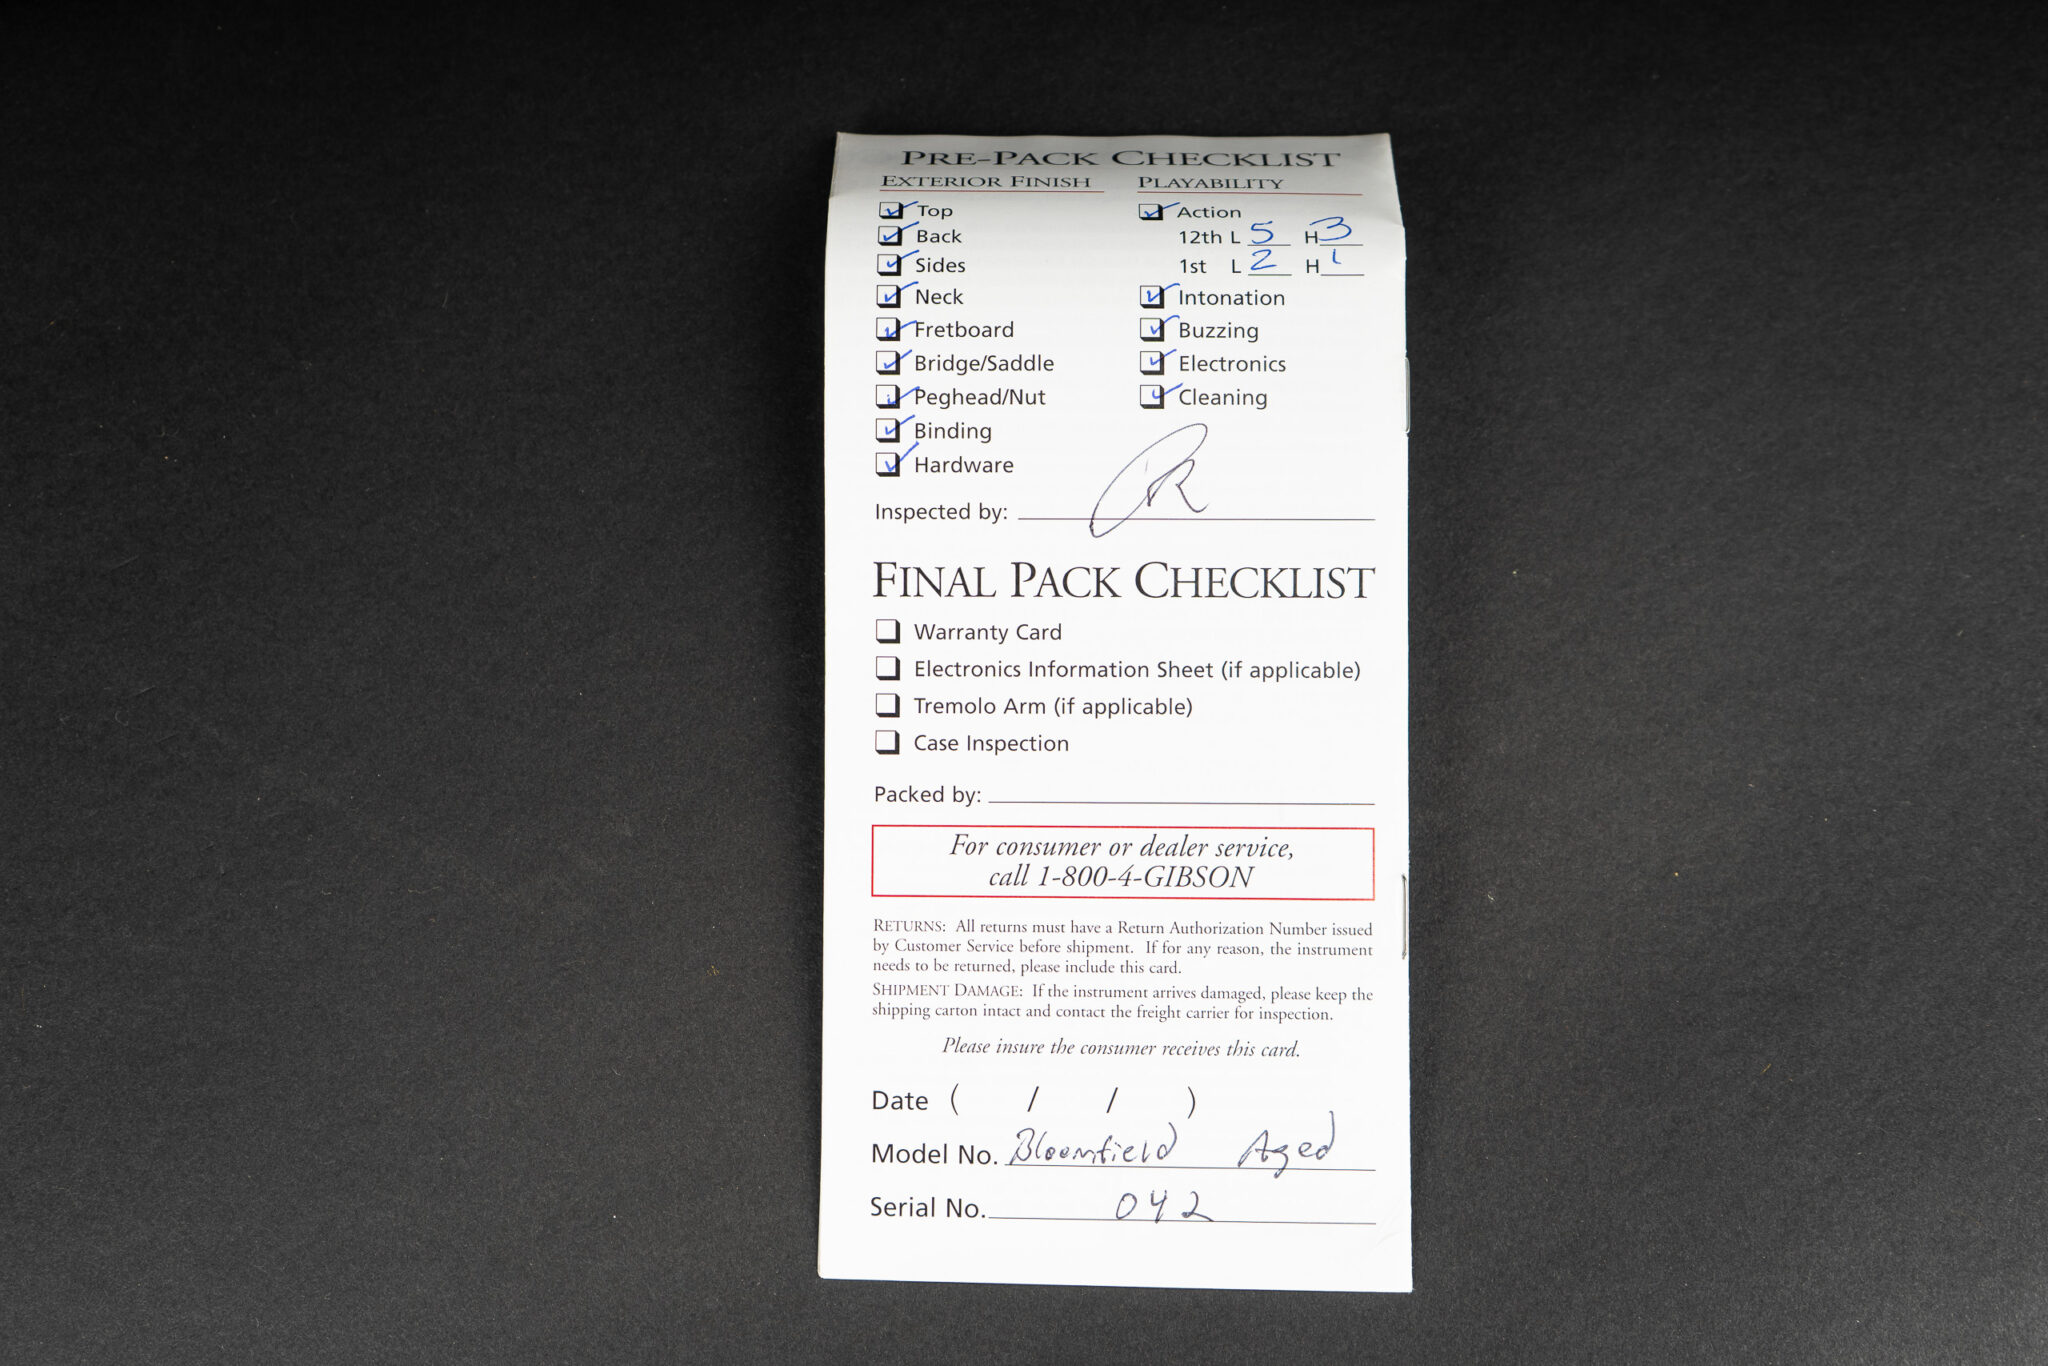 PRE-PACK CHECKLIST
EXTERIOR FINISH
Top
Back
Sides
Neck
Fretboard
Bridge/Saddle
Peghead/Nut
Binding
Hardware
PLAYABILITY
Action
12th L 5 H 3
1st L 2 H 1
Intonation
Buzzing
Electronics
Cleaning
Inspected by:
FINAL PACK CHECKLIST
Warranty Card
Electronics Information Sheet (if applicable)
Tremolo Arm (if applicable)
Case Inspection
Packed by:
For consumer or dealer service,
call 1-800-4-GIBSON
RETURNS: All returns must have a Return Authorization Number issued
by Customer Service before shipment. If for any reason, the instrument
needs to be returned, please include this card.
SHIPMENT DAMAGE: If the instrument arrives damaged, please keep the
shipping carton intact and contact the freight carrier for inspection.
Please insure the consumer receives this card.
Date ( / / )
Model No. Bloomfield Aged
Serial No. 042